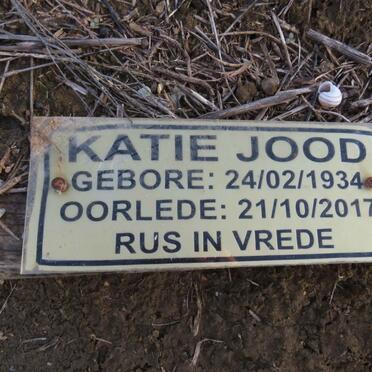 KATIE JOOD
GEBORE: 24/02/1934
OORLEDE: 21/10/2017
RUS IN VREDE